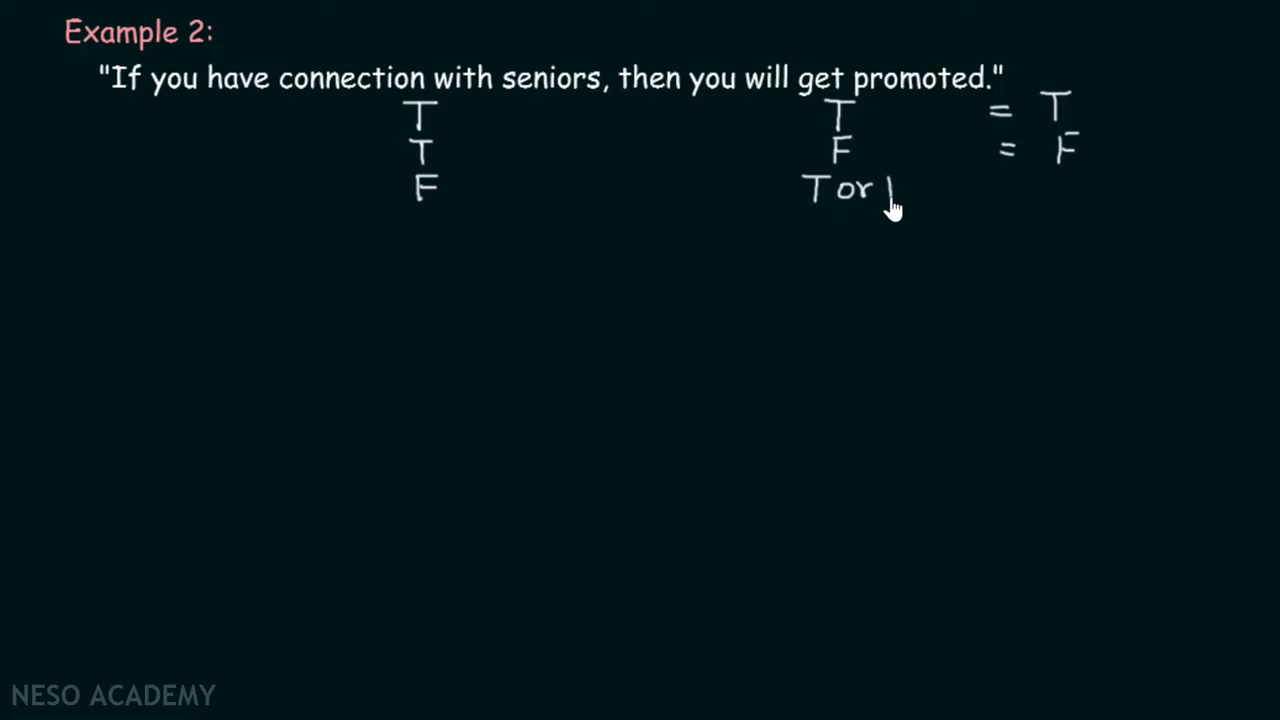 Example 2:
"If you have connection with seniors, then you will get promoted."
T T = T
T F = F
F T or
NESO ACADEMY